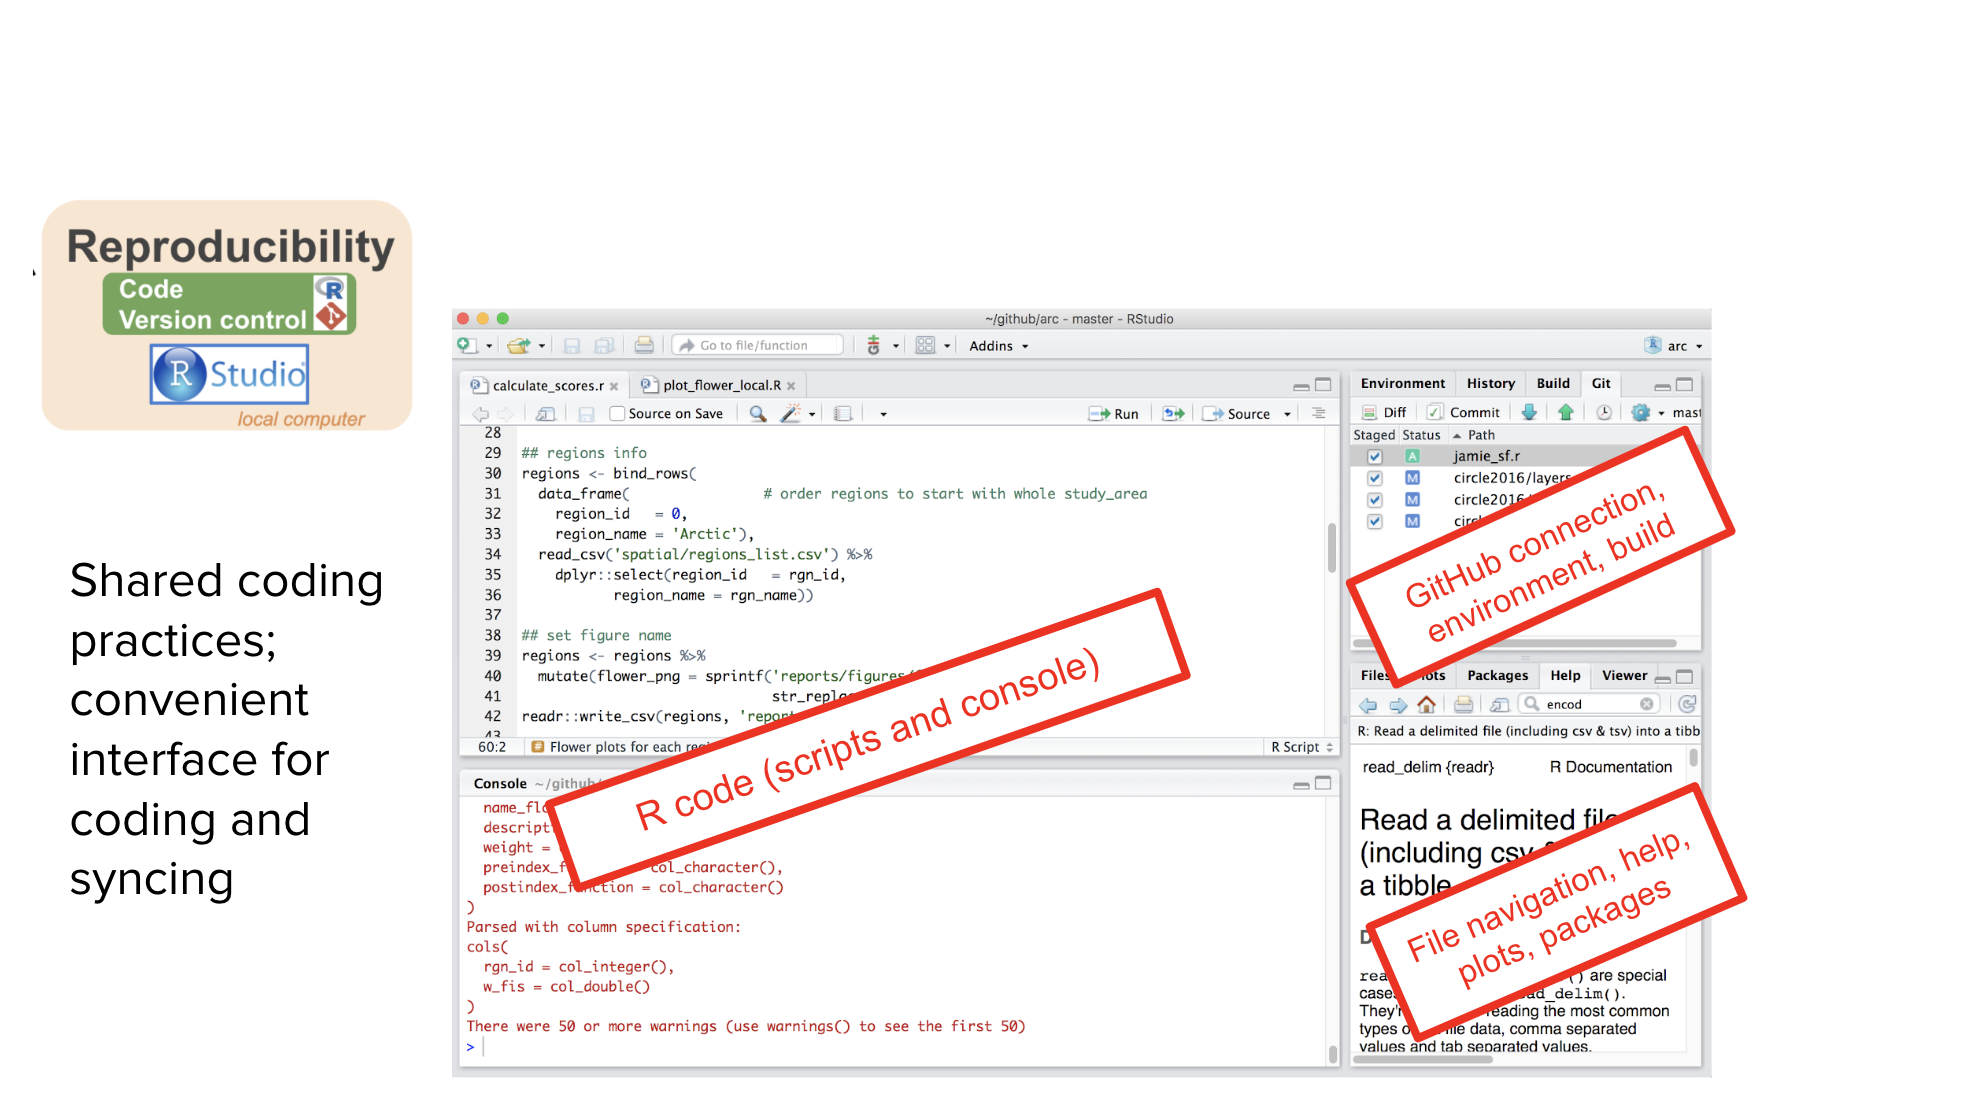 Reproducibility
Code
Version control
R Studio
local computer
Shared coding
practices;
convenient
interface for
coding and
syncing
~/github/arc - master - RStudio
Go to file/function
Addins
arc
calculate_scores.r
plot_flower_local.R
Source on Save
Run
Source
28
29 ## regions info
30 regions <- bind_rows(
31 data_frame( # order regions to start with whole study_area
32 region_id = 0,
33 region_name = 'Arctic'),
34 read_csv('spatial/regions_list.csv') %>%
35 dplyr::select(region_id = rgn_id,
36 region_name = rgn_name))
37
38 ## set figure name
39 regions <- regions %>%
40 mutate(flower_png = sprintf('reports/figures/
41 str_repla
42 readr::write_csv(regions, 'report
43
60:2 Flower plots for each re
R Script
R code (scripts and console)
Console ~/github
name_flo
descript
weight =
preindex_f col_character(),
postindex_function = col_character()
)
Parsed with column specification:
cols(
rgn_id = col_integer(),
w_fis = col_double()
)
There were 50 or more warnings (use warnings() to see the first 50)
>
Environment History Build Git
Diff Commit mast
Staged Status Path
A jamie_sf.r
M circle2016/layers
M circle2016
M circ
GitHub connection,
environment, build
Files Plots Packages Help Viewer
encod
R: Read a delimited file (including csv & tsv) into a tibb
read_delim {readr} R Documentation
Read a delimited file
(including csv
a tibble
File navigation, help,
plots, packages
D
rea () are special
case ad_delim().
They'r eading the most common
types o file data, comma separated
values and tab separated values.